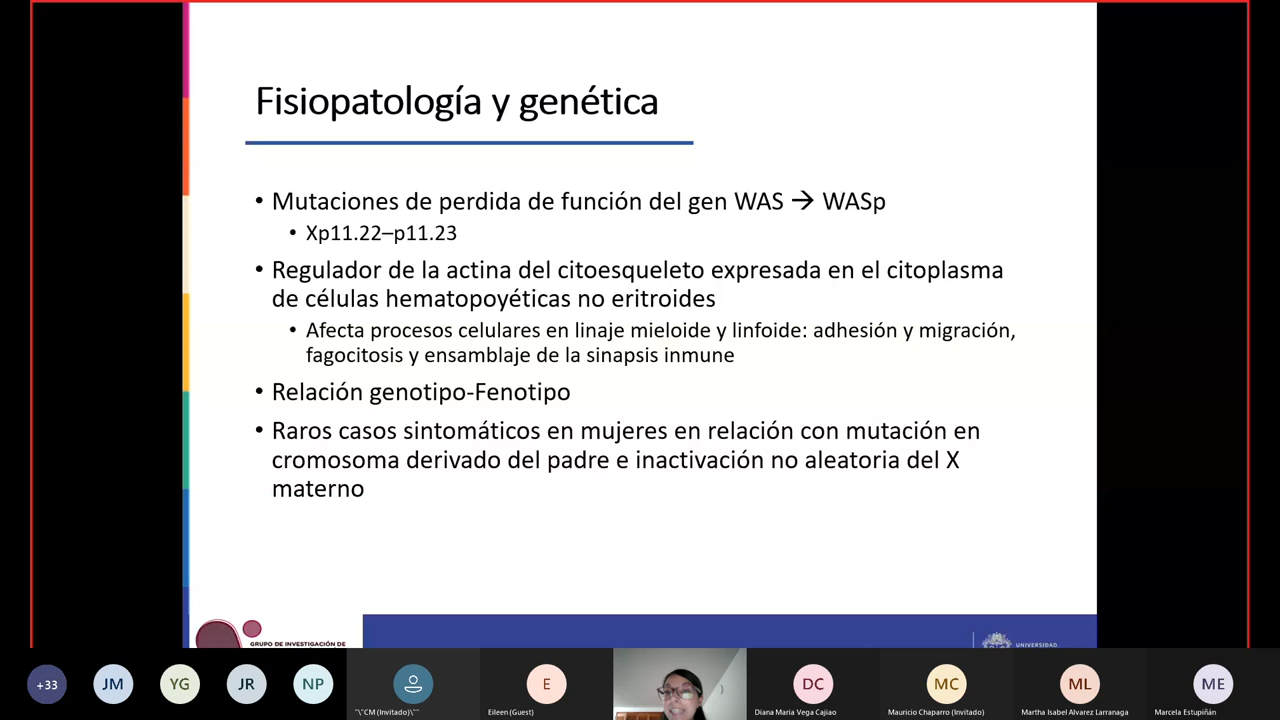 Fisiopatología y genética
• Mutaciones de perdida de función del gen WAS → WASp
• Xp11.22–p11.23
• Regulador de la actina del citoesqueleto expresada en el citoplasma
de células hematopoyéticas no eritroides
• Afecta procesos celulares en linaje mieloide y linfoide: adhesión y migración,
fagocitosis y ensamblaje de la sinapsis inmune
• Relación genotipo-Fenotipo
• Raros casos sintomáticos en mujeres en relación con mutación en
cromosoma derivado del padre e inactivación no aleatoria del X
materno
GRUPO DE INVESTIGACIÓN DE
UNIVERSIDAD
+33 JM YG JR NP E DC MC ML ME
"\"CM (Invitado)\"" Eileen (Guest) Diana Maria Vega Cajiao Mauricio Chaparro (Invitado) Martha Isabel Alvarez Larranaga Marcela Estupiñán